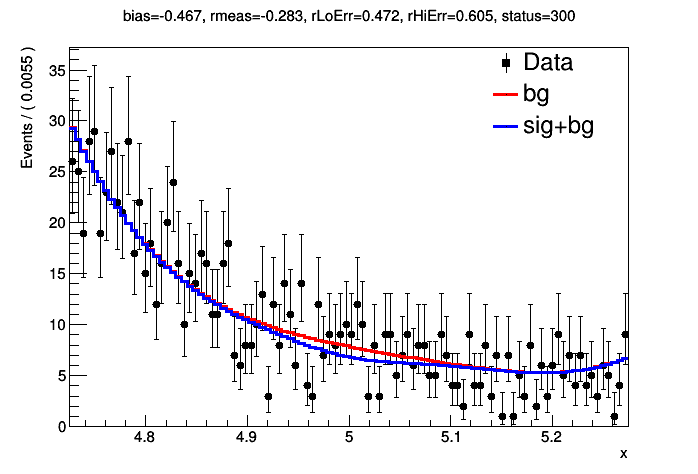 bias=-0.467, rmeas=-0.283, rLoErr=0.472, rHiErr=0.605, status=300
Events / ( 0.0055 )
35
30
25
20
15
10
5
0
Data
bg
sig+bg
4.8 4.9 5 5.1 5.2
x